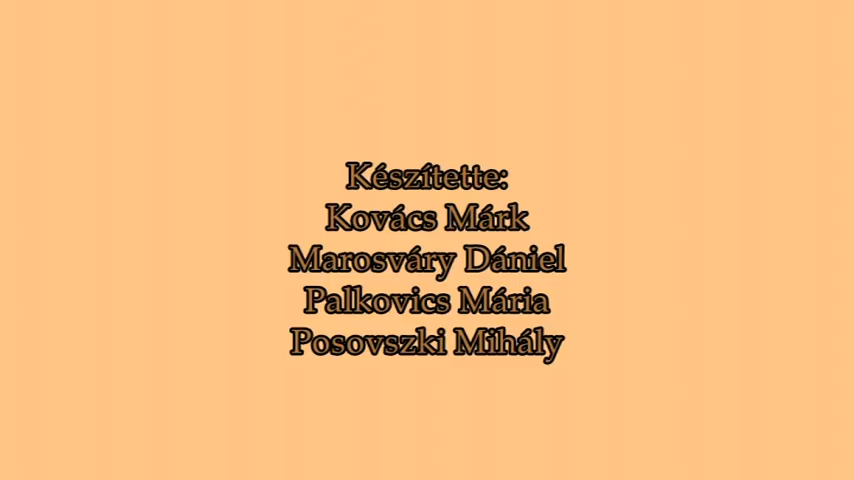 Készítette:
Kovács Márk
Marosváry Dániel
Palkovics Mária
Posovszki Mihály